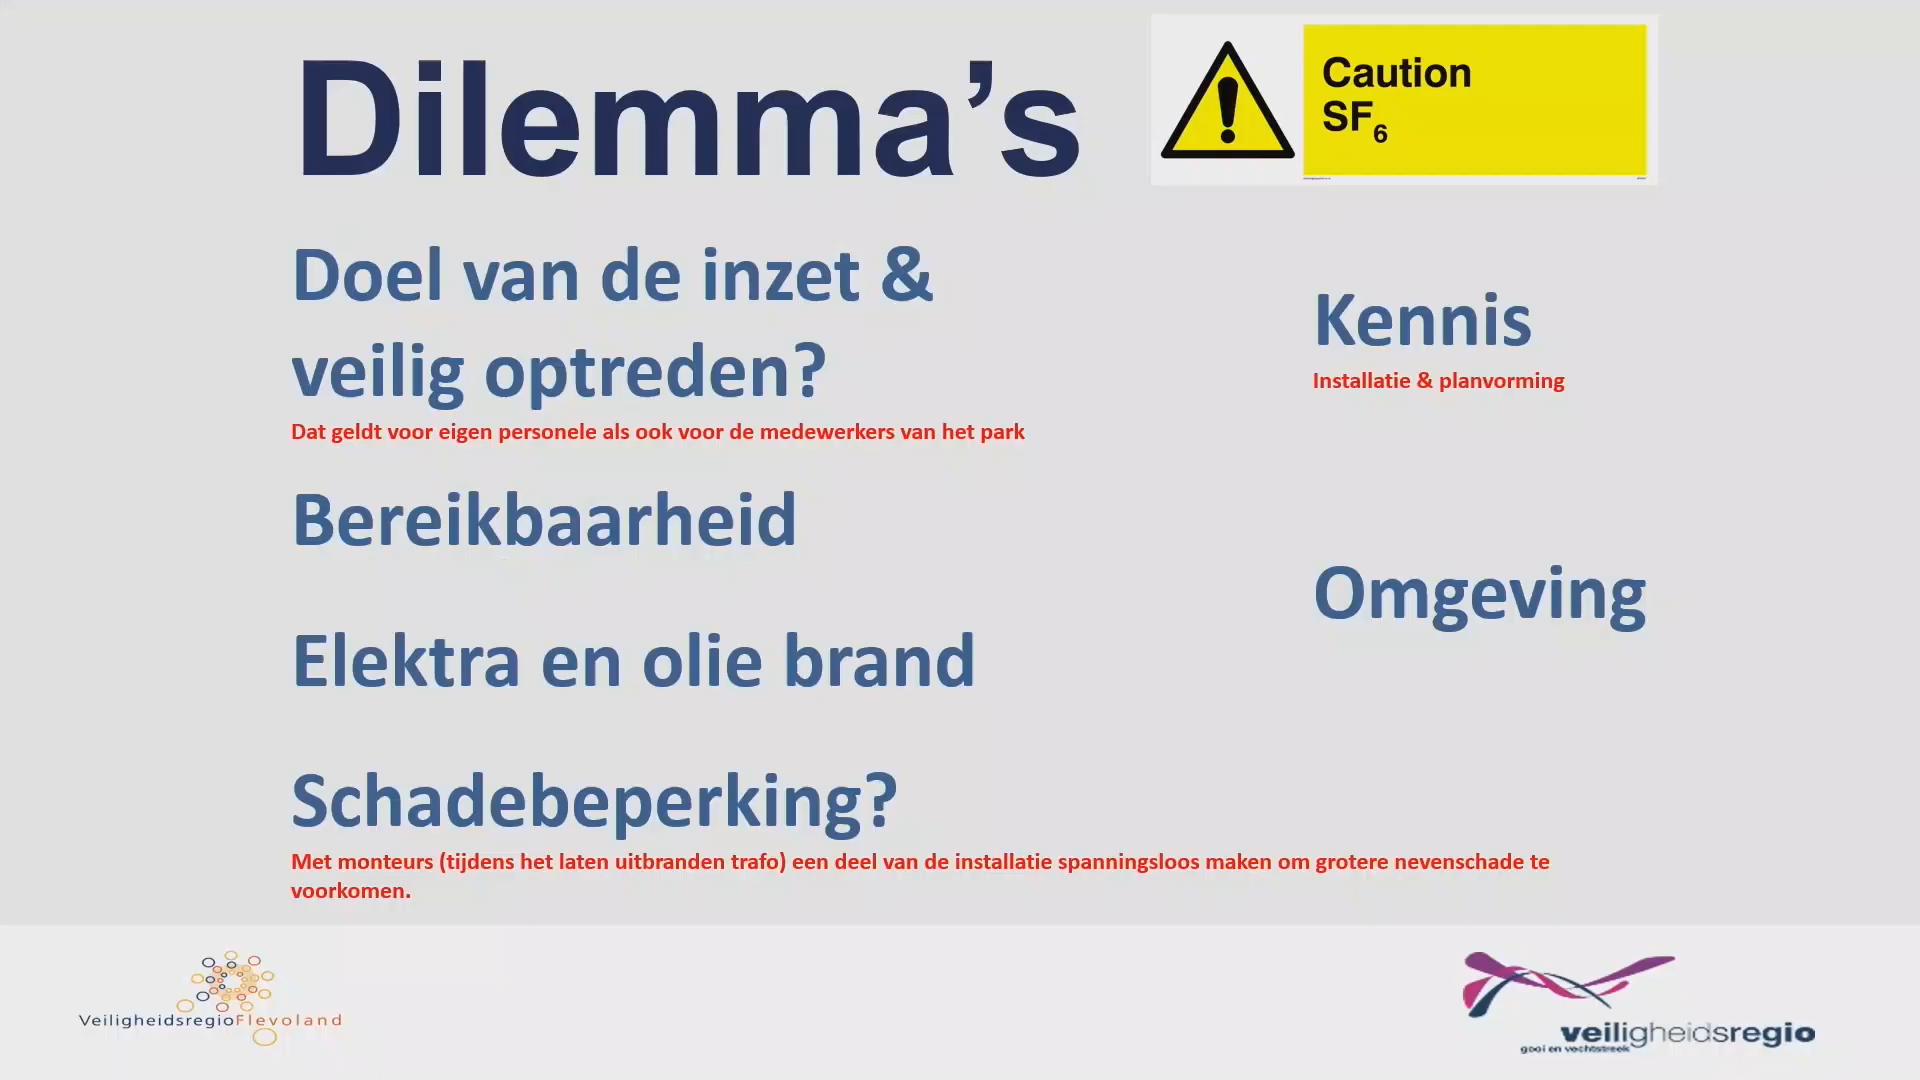 Dilemma's
Caution
SF₆
Doel van de inzet &
veilig optreden?
Dat geldt voor eigen personele als ook voor de medewerkers van het park
Kennis
Installatie & planvorming
Bereikbaarheid
Omgeving
Elektra en olie brand
Schadebeperking?
Met monteurs (tijdens het laten uitbranden trafo) een deel van de installatie spanningsloos maken om grotere nevenschade te
voorkomen.
VeiligheidsregioFlevoland
veiligheidsregio
gooi en vechtstreek